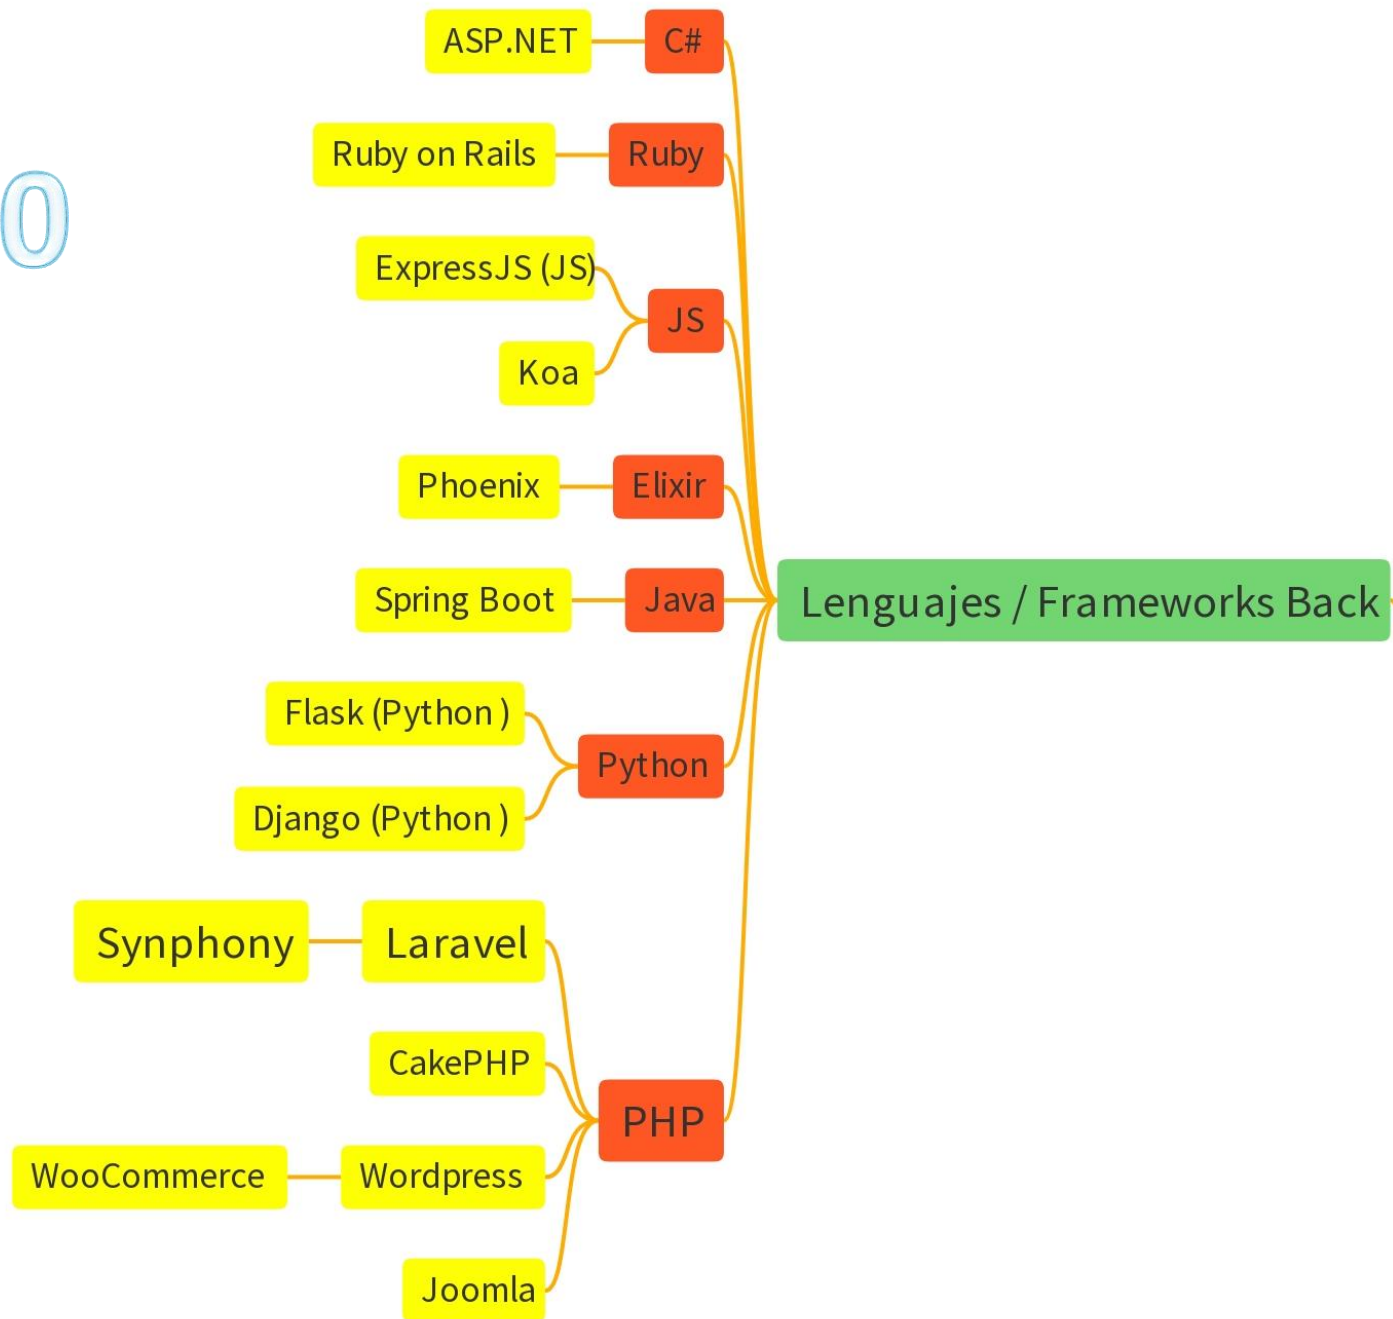 ASP.NET
C#
Ruby on Rails
Ruby
0
ExpressJS (JS)
JS
Koa
Phoenix
Elixir
Spring Boot
Java
Lenguajes / Frameworks Back
Flask (Python )
Python
Django (Python )
Synphony
Laravel
CakePHP
PHP
WooCommerce
Wordpress
Joomla